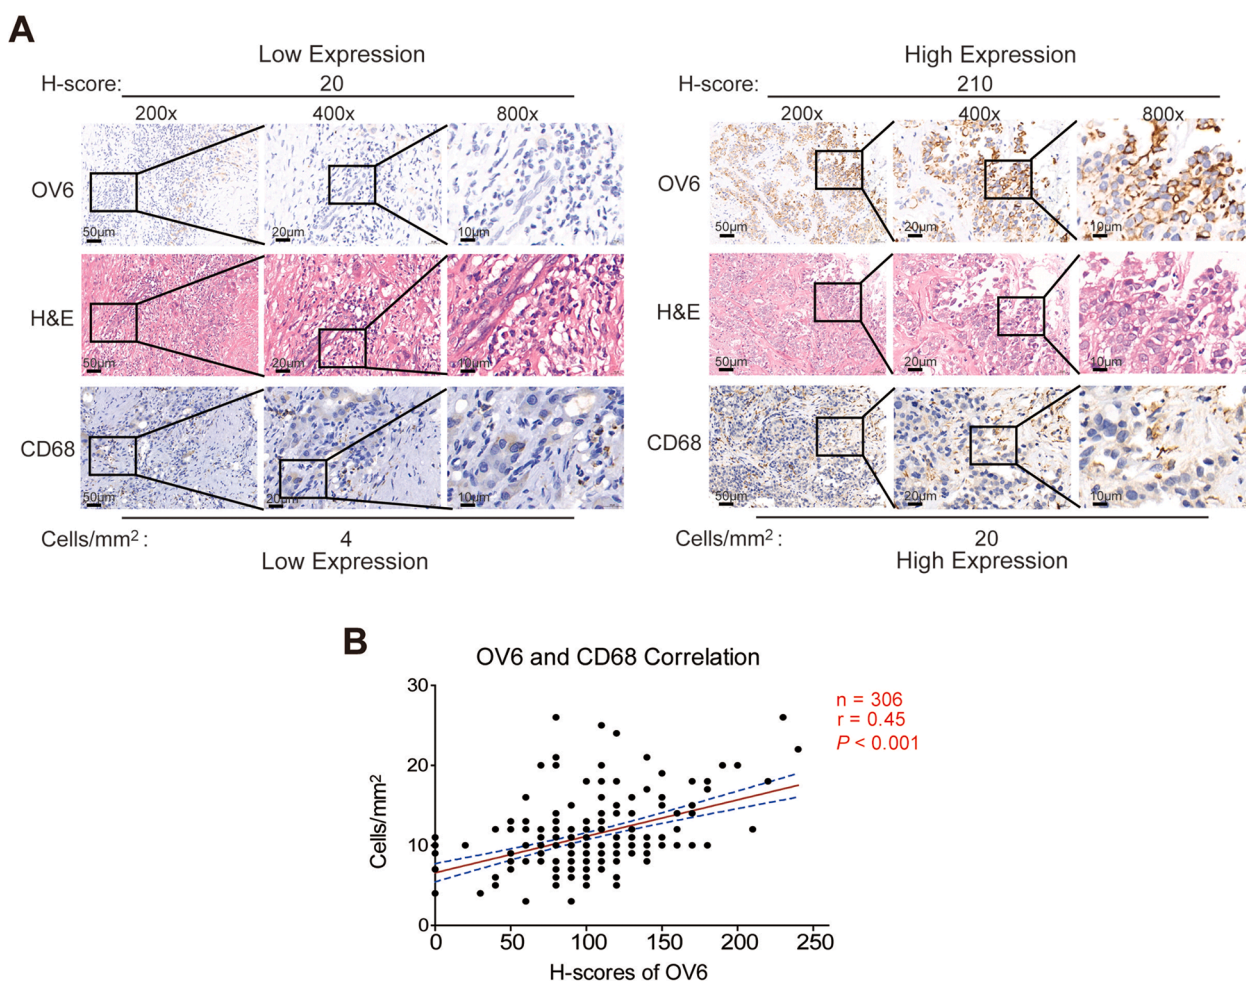 A
Low Expression
H-score: 20
200x 400x 800x
OV6
50μm 20μm 10μm
H&E
50μm 20μm 10μm
CD68
50μm 20μm 10μm
Cells/mm² : 4
Low Expression
High Expression
H-score: 210
200x 400x 800x
OV6
50μm 20μm 10μm
H&E
50μm 20μm 10μm
CD68
50μm 20μm 10μm
Cells/mm² : 20
High Expression
B
OV6 and CD68 Correlation
n = 306
r = 0.45
P < 0.001
Cells/mm²
30
20
10
0
0 50 100 150 200 250
H-scores of OV6